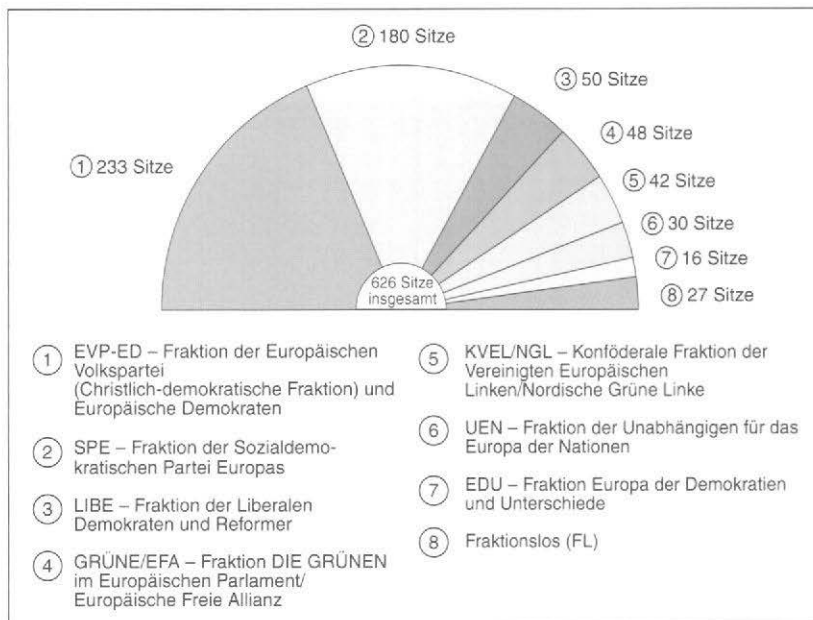 ② 180 Sitze
③ 50 Sitze
④ 48 Sitze
① 233 Sitze
⑤ 42 Sitze
⑥ 30 Sitze
⑦ 16 Sitze
626 Sitze
insgesamt
⑧ 27 Sitze
① EVP-ED – Fraktion der Europäischen
Volkspartei
(Christlich-demokratische Fraktion) und
Europäische Demokraten
② SPE – Fraktion der Sozialdemo-
kratischen Partei Europas
③ LIBE – Fraktion der Liberalen
Demokraten und Reformer
④ GRÜNE/EFA – Fraktion DIE GRÜNEN
im Europäischen Parlament/
Europäische Freie Allianz
⑤ KVEL/NGL – Konföderale Fraktion der
Vereinigten Europäischen
Linken/Nordische Grüne Linke
⑥ UEN – Fraktion der Unabhängigen für das
Europa der Nationen
⑦ EDU – Fraktion Europa der Demokratien
und Unterschiede
⑧ Fraktionslos (FL)